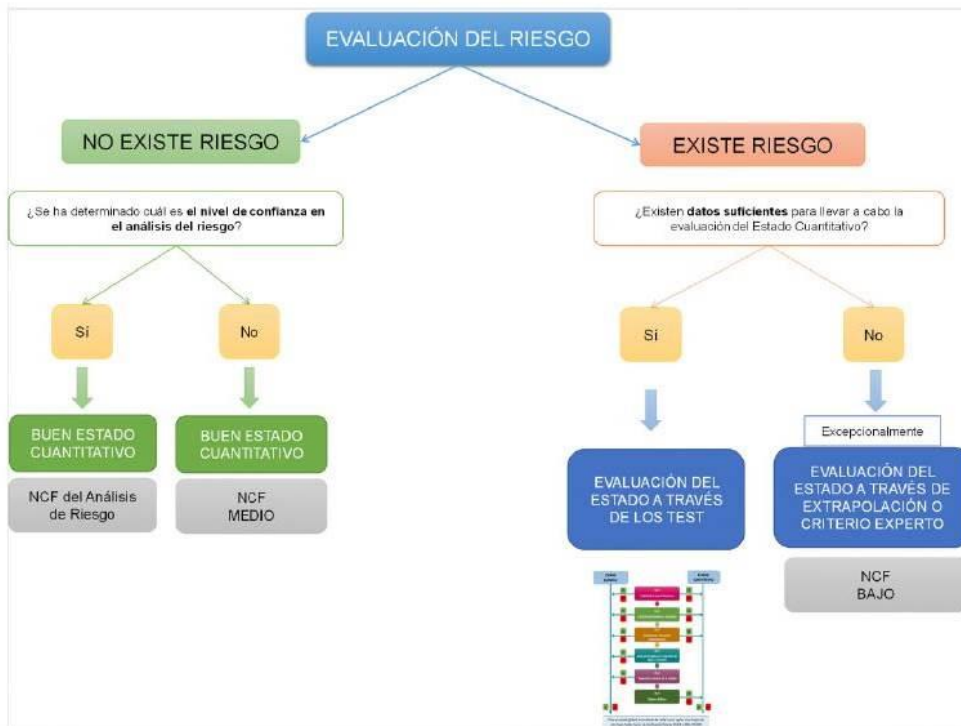 EVALUACIÓN DEL RIESGO
NO EXISTE RIESGO
EXISTE RIESGO
¿Se ha determinado cuál es el nivel de confianza en
el análisis del riesgo?
¿Existen datos suficientes para llevar a cabo la
evaluación del Estado Cuantitativo?
Sí
No
Sí
No
BUEN ESTADO
CUANTITATIVO
BUEN ESTADO
CUANTITATIVO
NCF del Análisis
de Riesgo
NCF
MEDIO
EVALUACIÓN DEL
ESTADO A TRAVÉS
DE LOS TEST
Excepcionalmente
EVALUACIÓN DEL
ESTADO A TRAVÉS DE
EXTRAPOLACIÓN O
CRITERIO EXPERTO
NCF
BAJO